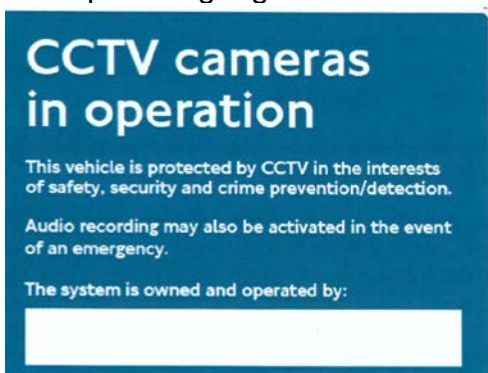 CCTV cameras
in operation
This vehicle is protected by CCTV in the interests
of safety, security and crime prevention/detection.
Audio recording may also be activated in the event
of an emergency.
The system is owned and operated by: